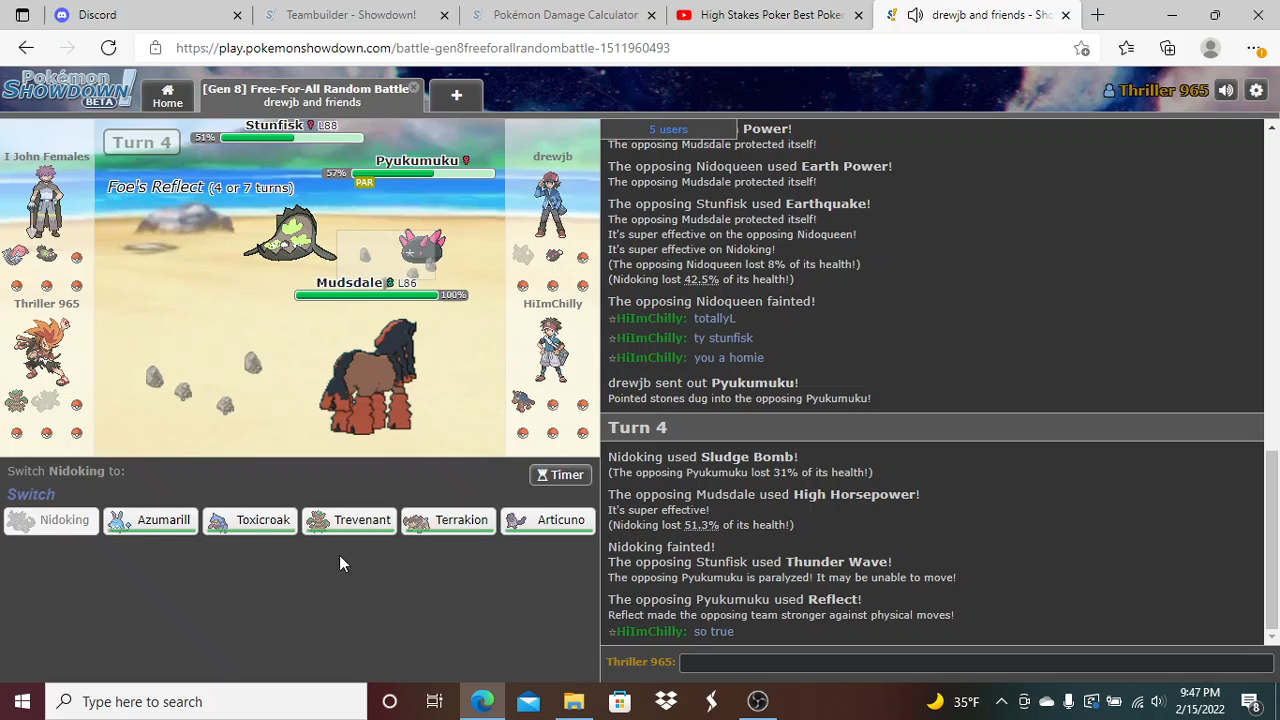 Discord
Teambuilder - Showdown!
Pokémon Damage Calculator
High Stakes Poker Best Poker
drewjb and friends - Sho
https://play.pokemonshowdown.com/battle-gen8freeforallrandombattle-1511960493
Pokémon
Showdown!
BETA
Home
[Gen 8] Free-For-All Random Battle
drewjb and friends
Thriller 965
5 users
Power!
The opposing Mudsdale protected itself!
The opposing Nidoqueen used Earth Power!
The opposing Mudsdale protected itself!
The opposing Stunfisk used Earthquake!
The opposing Mudsdale protected itself!
It's super effective on the opposing Nidoqueen!
It's super effective on Nidoking!
(The opposing Nidoqueen lost 8% of its health!)
(Nidoking lost 42.5% of its health!)
The opposing Nidoqueen fainted!
☆HiImChilly: totallyL
☆HiImChilly: ty stunfisk
☆HiImChilly: you a homie
drewjb sent out Pyukumuku!
Pointed stones dug into the opposing Pyukumuku!
Turn 4
Nidoking used Sludge Bomb!
(The opposing Pyukumuku lost 31% of its health!)
The opposing Mudsdale used High Horsepower!
It's super effective!
(Nidoking lost 51.3% of its health!)
Nidoking fainted!
The opposing Stunfisk used Thunder Wave!
The opposing Pyukumuku is paralyzed! It may be unable to move!
The opposing Pyukumuku used Reflect!
Reflect made the opposing team stronger against physical moves!
☆HiImChilly: so true
Thriller 965:
I John Females
Thriller 965
drewjb
HiImChilly
Turn 4
Stunfisk L88
51%
Pyukumuku
57%
PAR
Foe's Reflect (4 or 7 turns)
Mudsdale L86
100%
Switch Nidoking to:
Timer
Switch
Nidoking
Azumarill
Toxicroak
Trevenant
Terrakion
Articuno
Type here to search
35°F
9:47 PM
2/15/2022
8